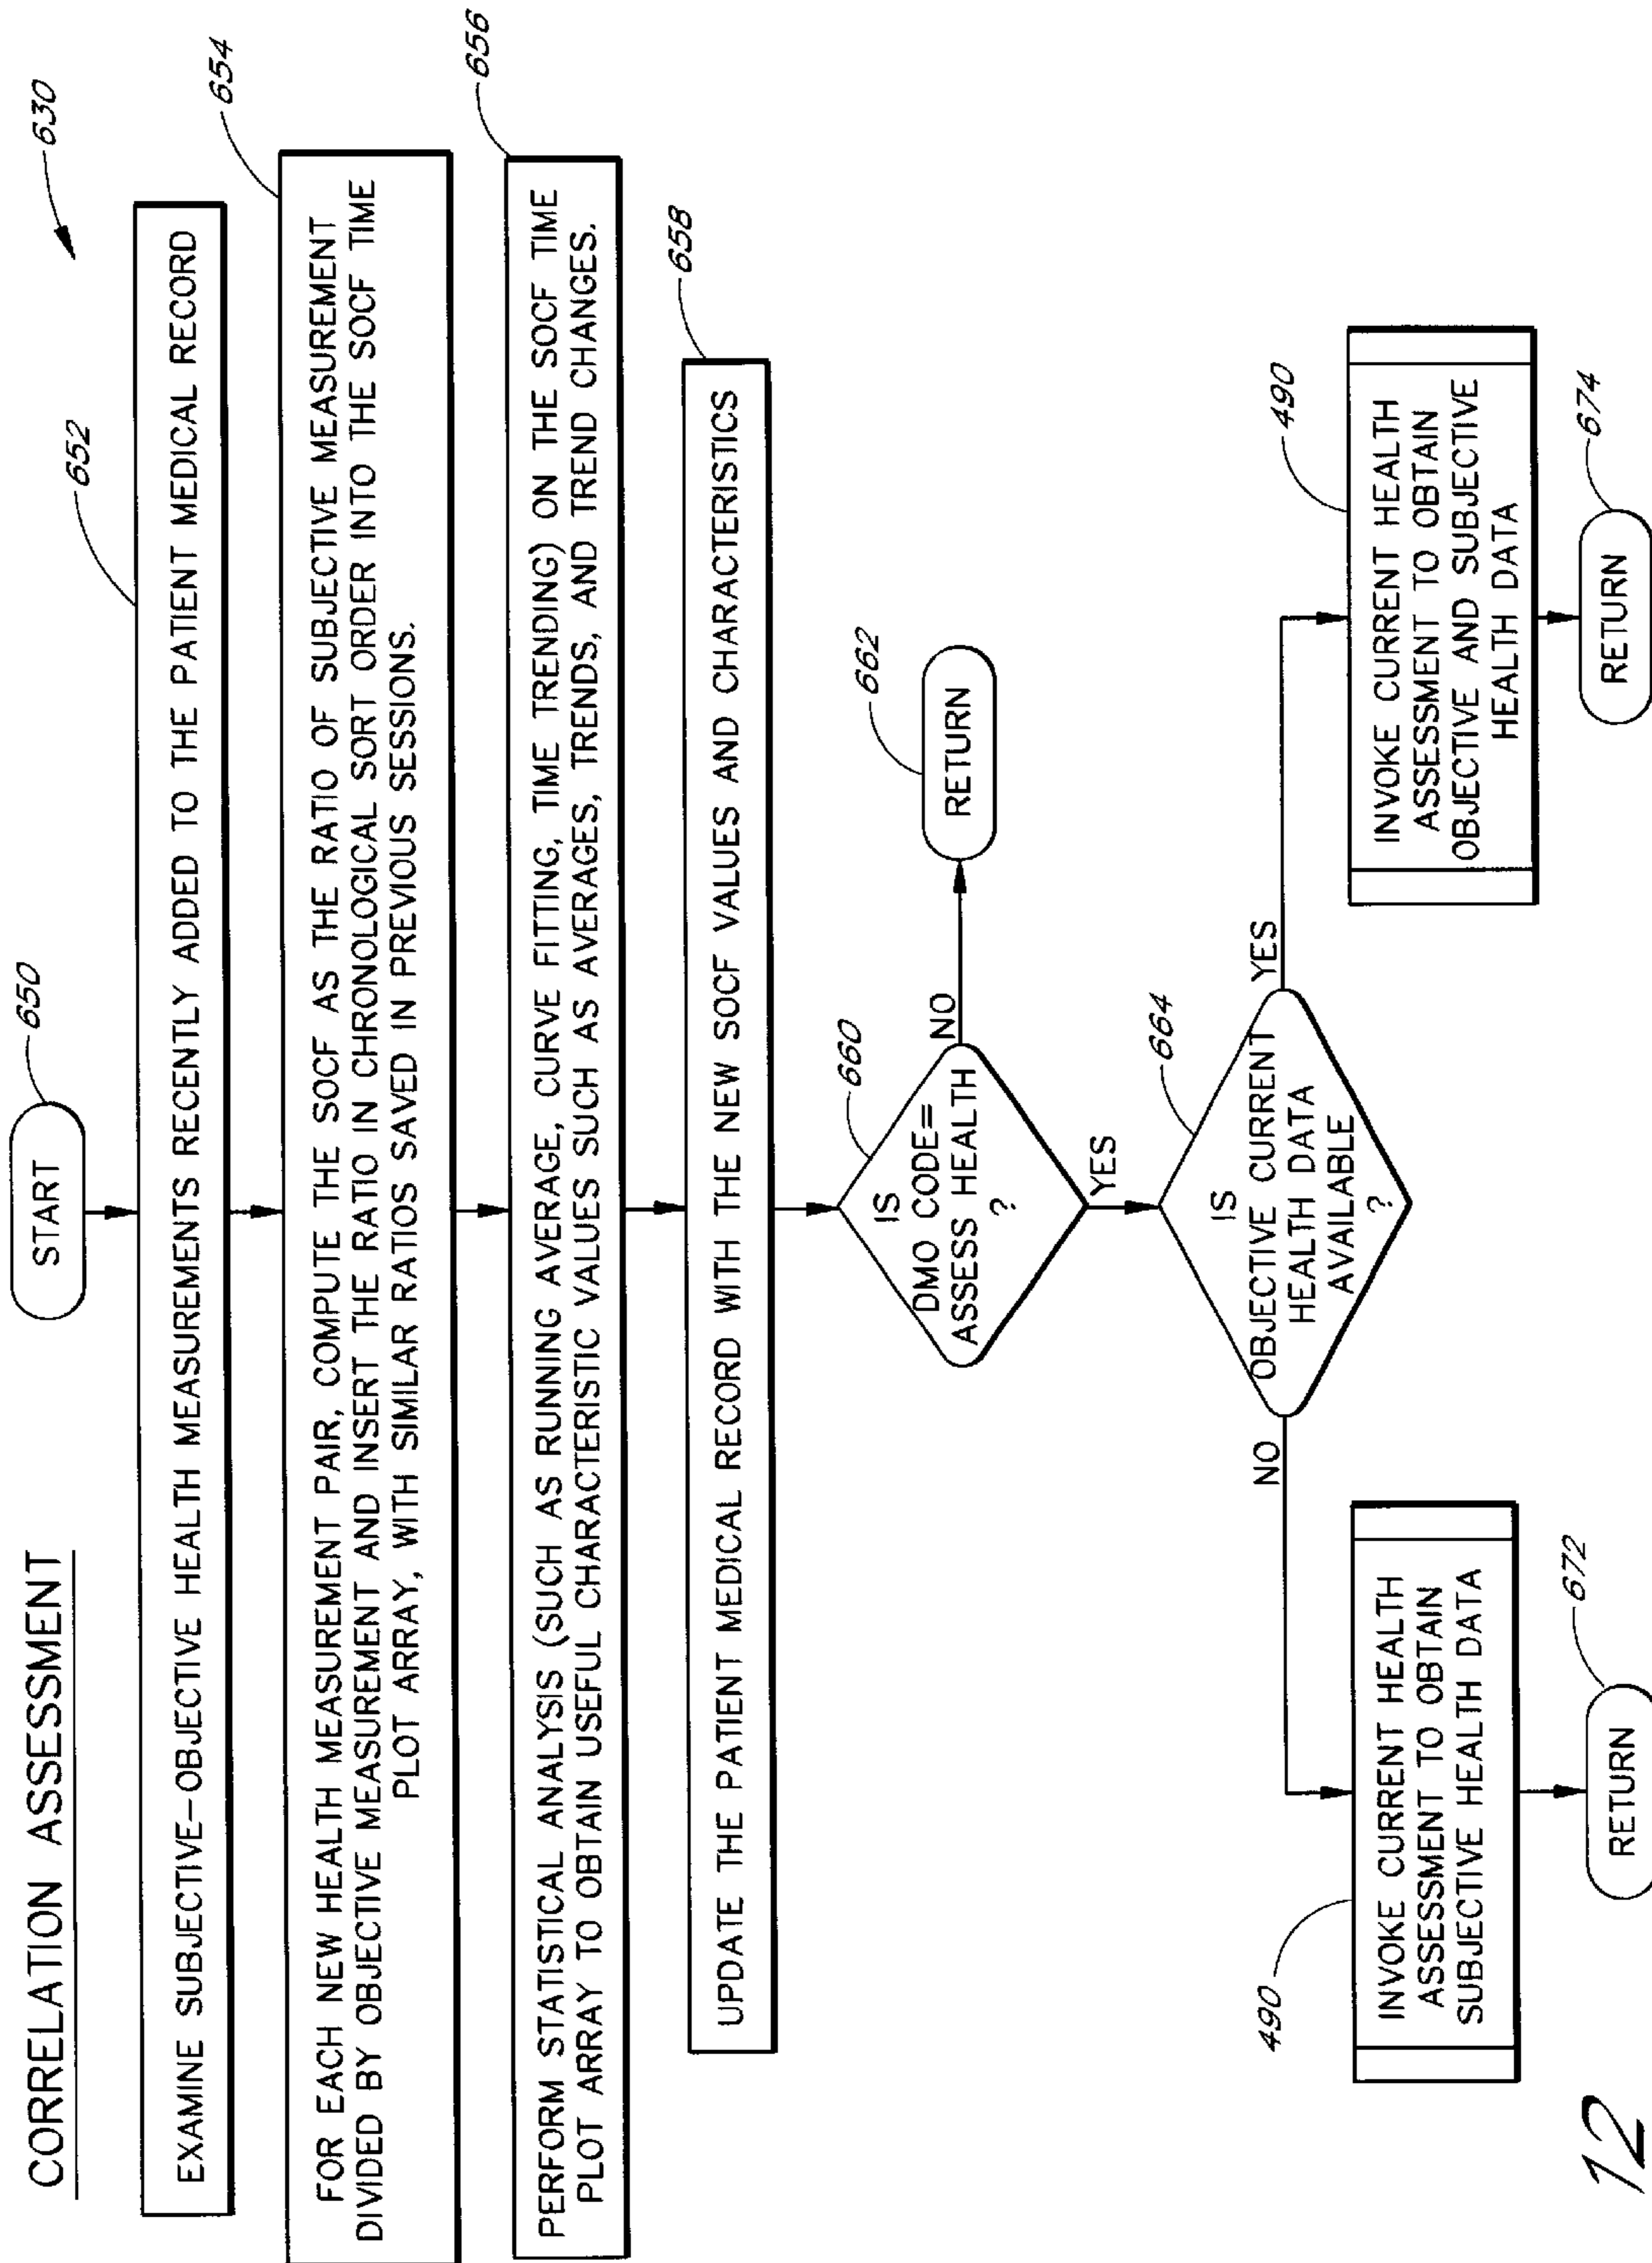 CORRELATION ASSESSMENT
630
START
650
652
EXAMINE SUBJECTIVE-OBJECTIVE HEALTH MEASUREMENTS RECENTLY ADDED TO THE PATIENT MEDICAL RECORD
654
FOR EACH NEW HEALTH MEASUREMENT PAIR, COMPUTE THE SOCF AS THE RATIO OF SUBJECTIVE MEASUREMENT
DIVIDED BY OBJECTIVE MEASUREMENT AND INSERT THE RATIO IN CHRONOLOGICAL SORT ORDER INTO THE SOCF TIME
PLOT ARRAY, WITH SIMILAR RATIOS SAVED IN PREVIOUS SESSIONS.
656
PERFORM STATISTICAL ANALYSIS (SUCH AS RUNNING AVERAGE, CURVE FITTING, TIME TRENDING) ON THE SOCF TIME
PLOT ARRAY TO OBTAIN USEFUL CHARACTERISTIC VALUES SUCH AS AVERAGES, TRENDS, AND TREND CHANGES.
658
UPDATE THE PATIENT MEDICAL RECORD WITH THE NEW SOCF VALUES AND CHARACTERISTICS
660
IS
DMO CODE=
ASSESS HEALTH
?
NO
662
RETURN
YES
664
IS
OBJECTIVE CURRENT
HEALTH DATA
AVAILABLE
?
NO
YES
490
INVOKE CURRENT HEALTH
ASSESSMENT TO OBTAIN
SUBJECTIVE HEALTH DATA
672
RETURN
490
INVOKE CURRENT HEALTH
ASSESSMENT TO OBTAIN
OBJECTIVE AND SUBJECTIVE
HEALTH DATA
674
RETURN
12